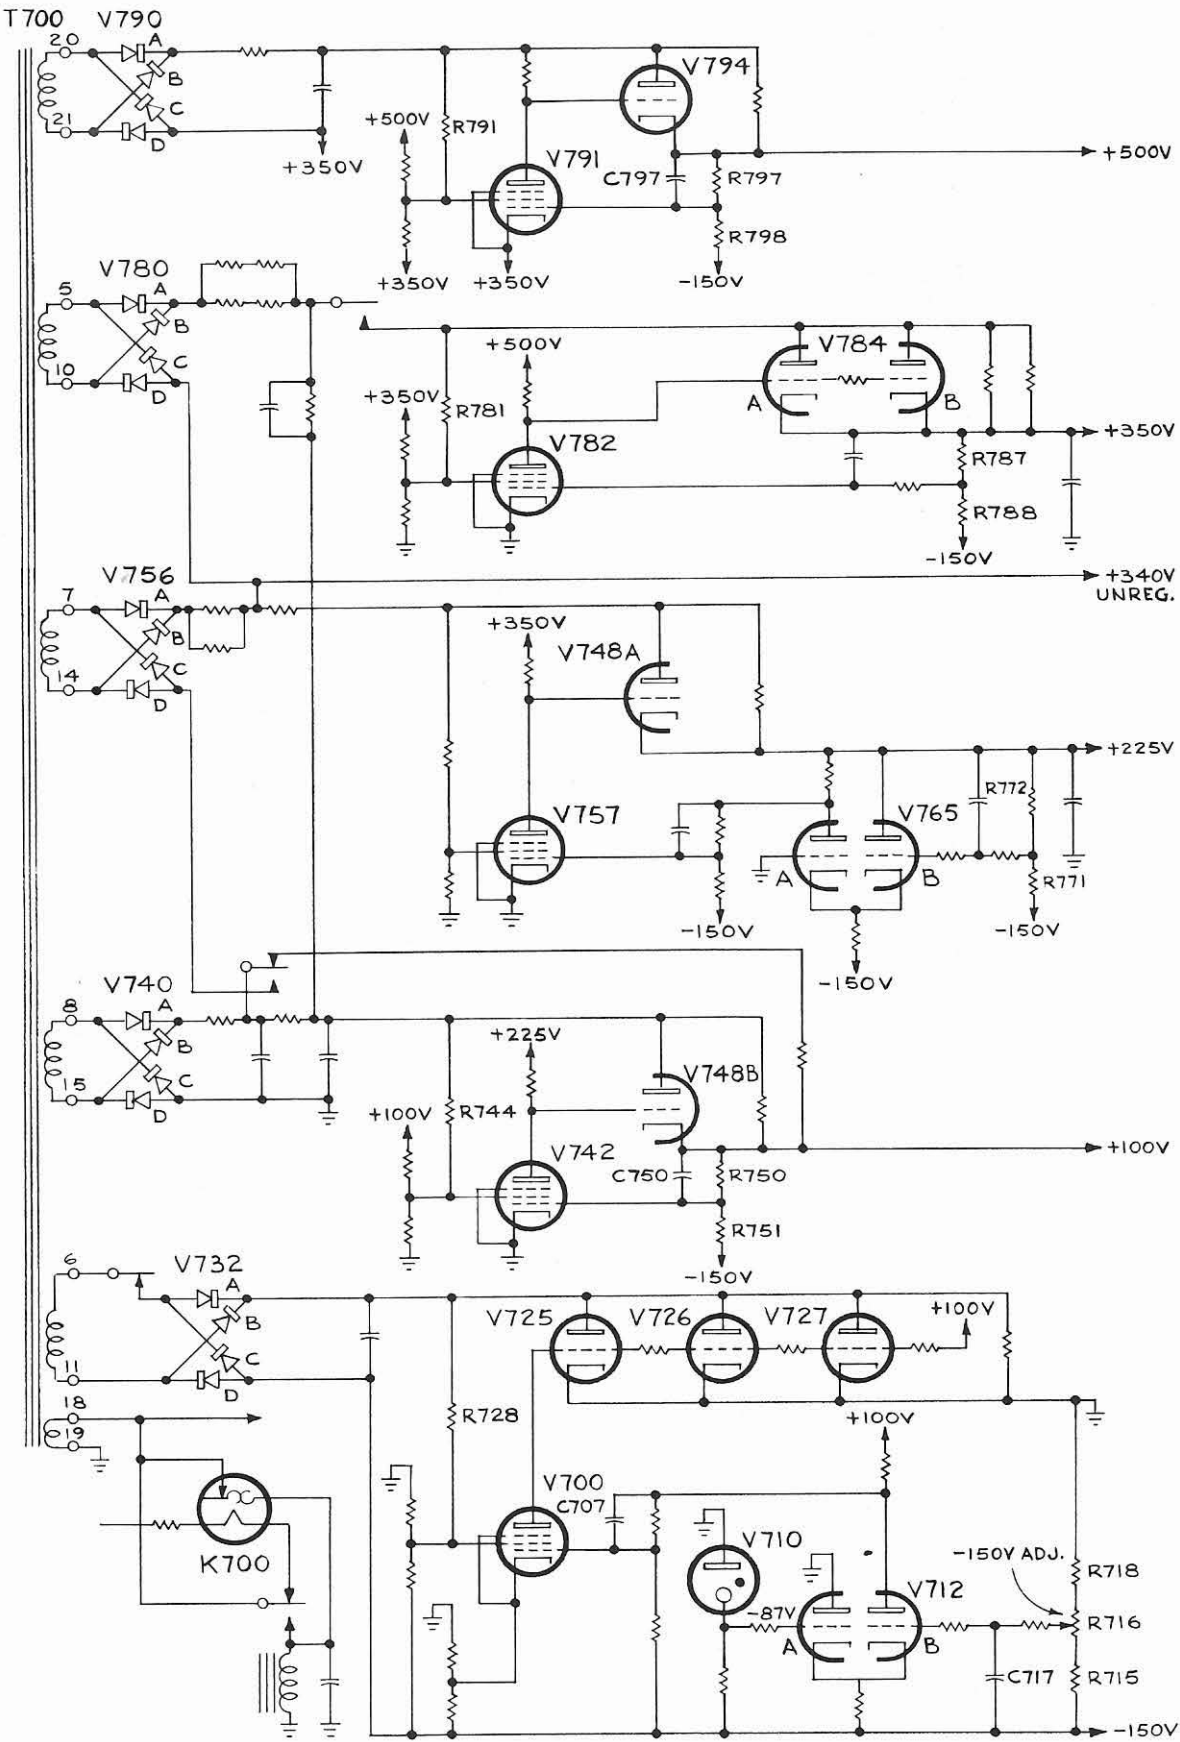 T700 V790
20
A
B
C
D
21
+350V
+500V
R791
+350V
V791
+350V
V794
C797
R797
R798
-150V
+500V
V780
5
A
B
C
D
10
+500V
+350V
R781
V782
V784
A
B
R787
R788
-150V
+350V
+340V
UNREG.
V756
7
A
B
C
D
14
+350V
V748A
V757
-150V
V765
A
B
-150V
R772
R771
-150V
+225V
V740
8
A
B
C
D
15
+225V
+100V
R744
V742
V748B
C750
R750
R751
-150V
+100V
6
V732
A
B
C
D
11
18
19
K700
R728
V725
V726
V727
+100V
+100V
V700
C707
V710
-87V
V712
A
B
-150V ADJ.
R718
R716
R715
C717
-150V